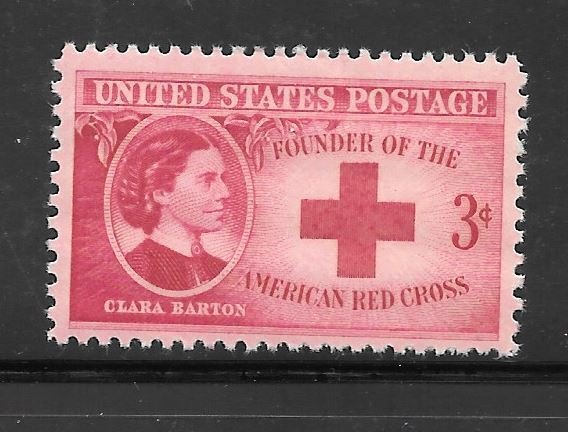 UNITED STATES POSTAGE
FOUNDER OF THE
3¢
AMERICAN RED CROSS
CLARA BARTON